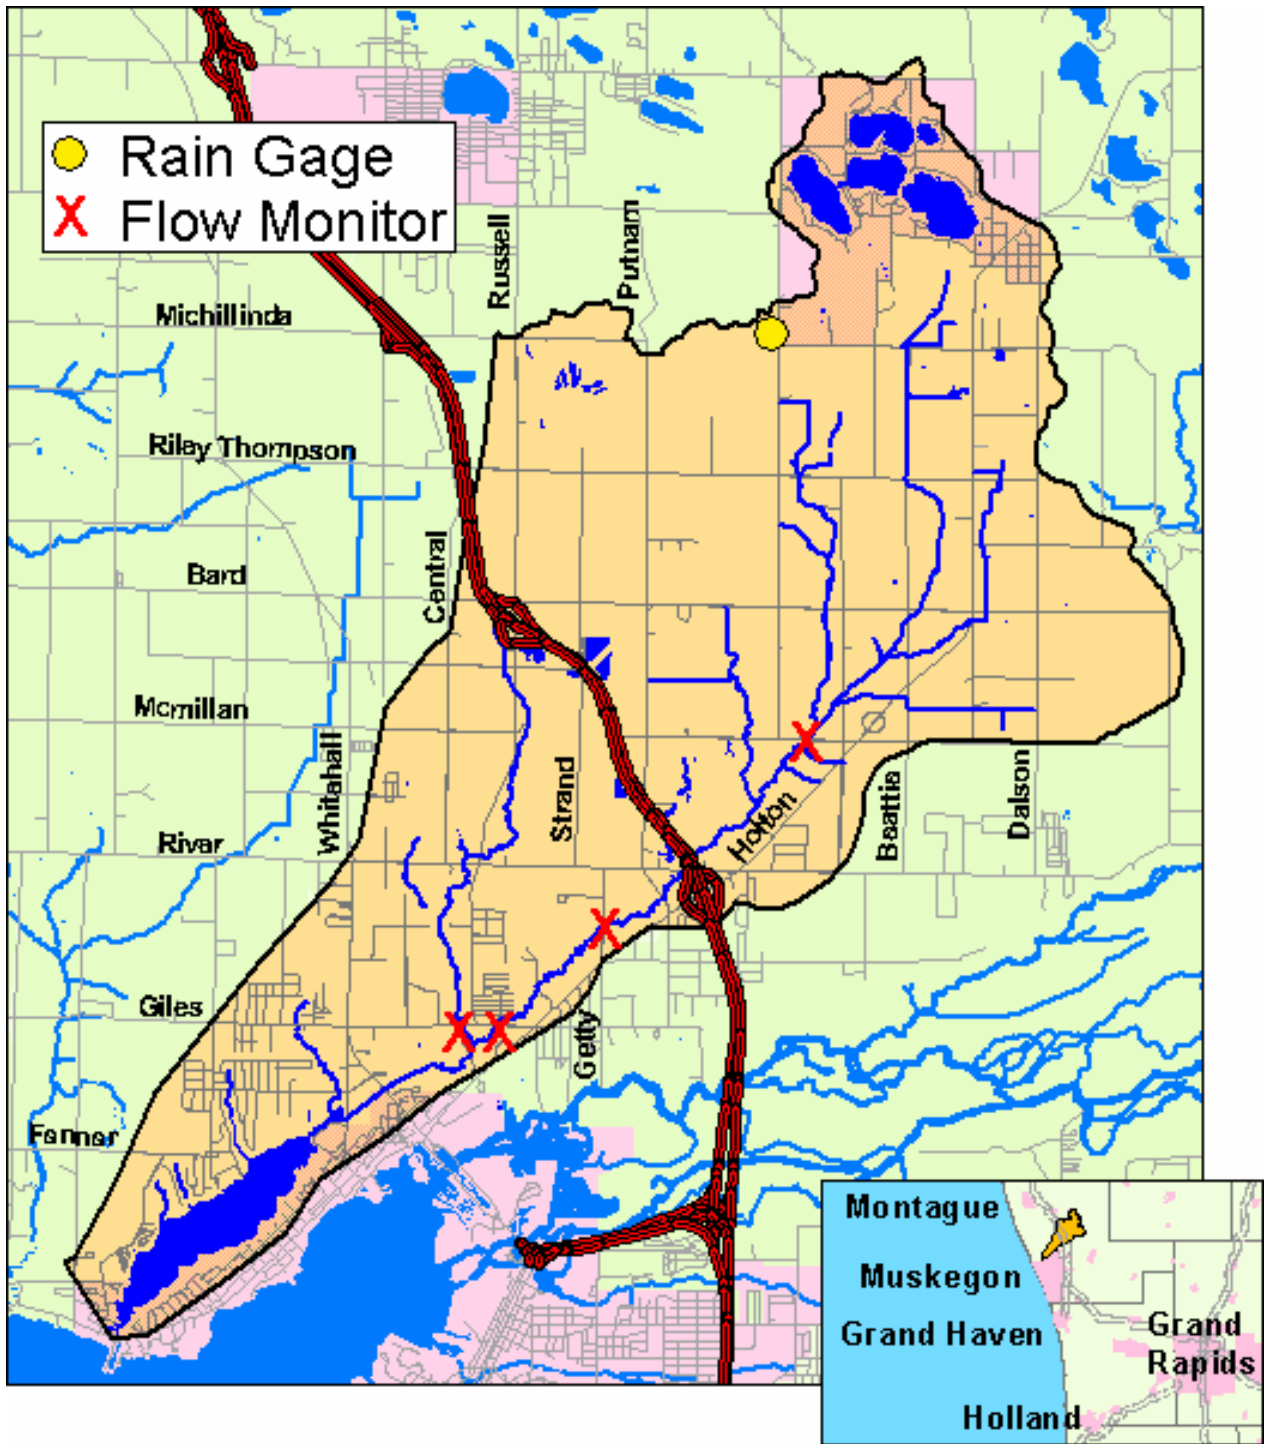 Rain Gage
X Flow Monitor
Russell
Putnam
Michillinda
Riley Thompson
Central
Bard
Mcmillan
Whitehall
Strand
Holton
Beattie
Dalson
River
Giles
Getty
Fenner
Montague
Muskegon
Grand Haven
Grand
Rapids
Holland